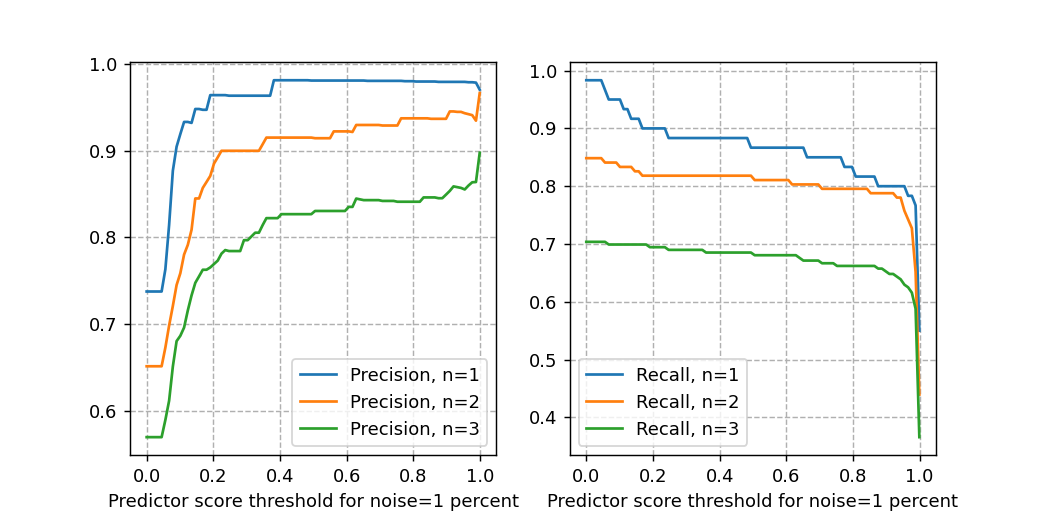 1.0
0.9
0.8
0.7
0.6
0.0 0.2 0.4 0.6 0.8 1.0
Predictor score threshold for noise=1 percent
Precision, n=1
Precision, n=2
Precision, n=3
1.0
0.9
0.8
0.7
0.6
0.5
0.4
0.0 0.2 0.4 0.6 0.8 1.0
Predictor score threshold for noise=1 percent
Recall, n=1
Recall, n=2
Recall, n=3